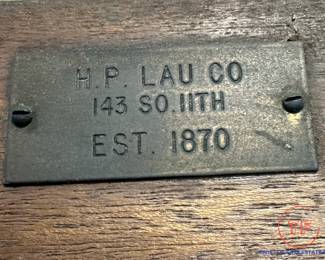 H.P. LAU CO
143 SO. 11TH
EST. 1870